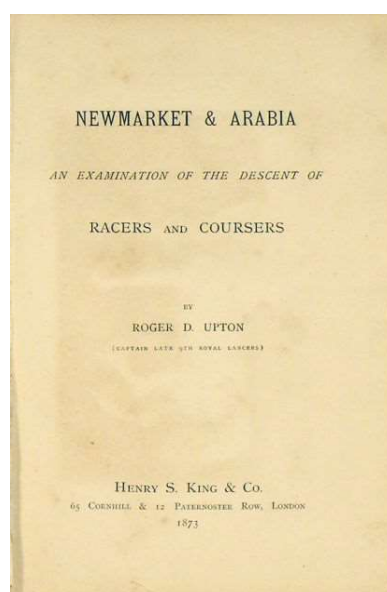 NEWMARKET & ARABIA
AN EXAMINATION OF THE DESCENT OF
RACERS AND COURSERS
BY
ROGER D. UPTON
(CAPTAIN LATE 9TH ROYAL LANCERS)
HENRY S. KING & CO.
65 CORNHILL & 12 PATERNOSTER ROW, LONDON
1873